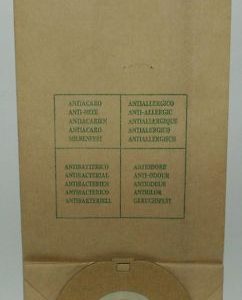 ANTIACARO
ANTI-MITE
ANTIACARIEN
ANTIACARO
MILBENFEST
ANTIALLERGICO
ANTI-ALLERGIC
ANTIALLERGIQUE
ANTIALERGICO
ANTIALLERGISCH
ANTIBATTERICO
ANTIBACTERIAL
ANTIBACTERIEN
ANTIBACTERICO
ANTIBAKTERIELL
ANTIODORE
ANTI-ODOUR
ANTIODEUR
ANTIOLOR
GERUCHSFEST